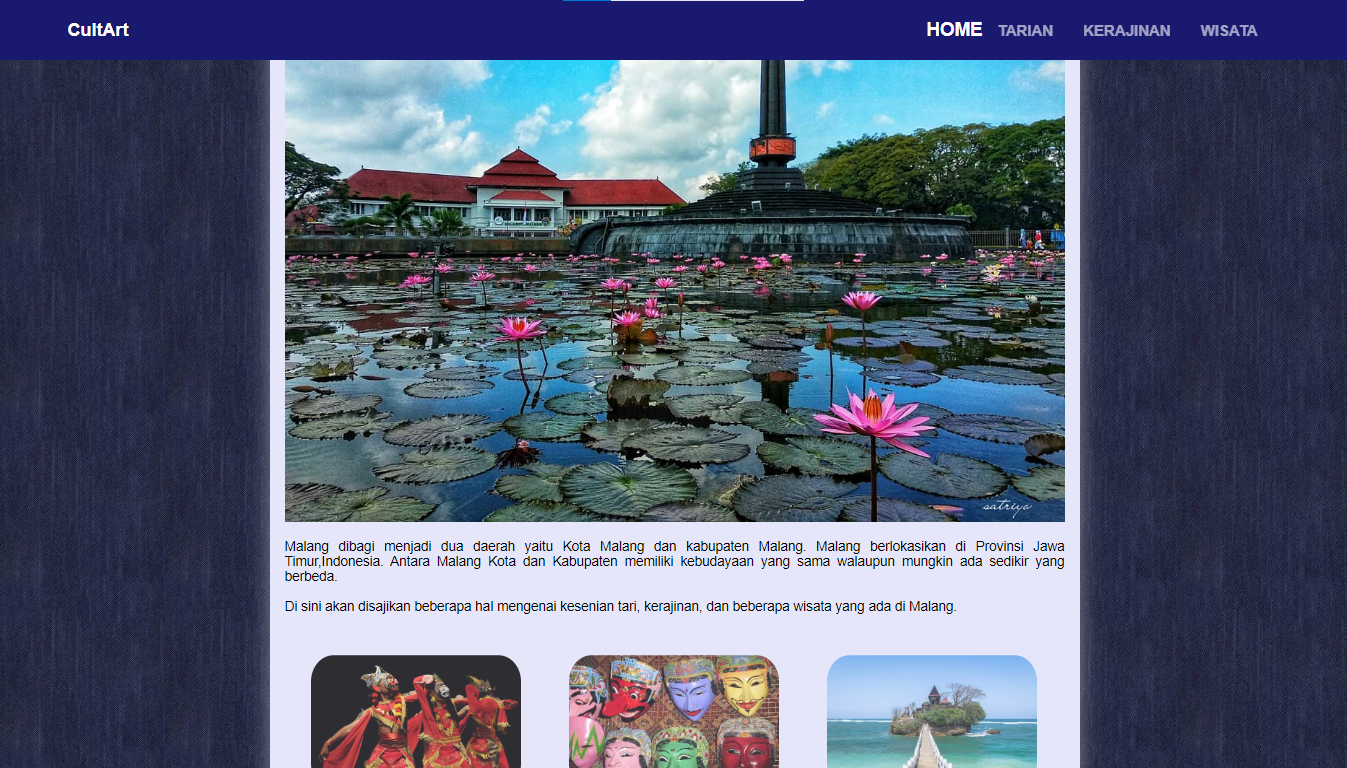 CultArt HOME TARIAN KERAJINAN WISATA
satriya
Malang dibagi menjadi dua daerah yaitu Kota Malang dan kabupaten Malang. Malang berlokasikan di Provinsi Jawa
Timur,Indonesia. Antara Malang Kota dan Kabupaten memiliki kebudayaan yang sama walaupun mungkin ada sedikir yang
berbeda.
Di sini akan disajikan beberapa hal mengenai kesenian tari, kerajinan, dan beberapa wisata yang ada di Malang.